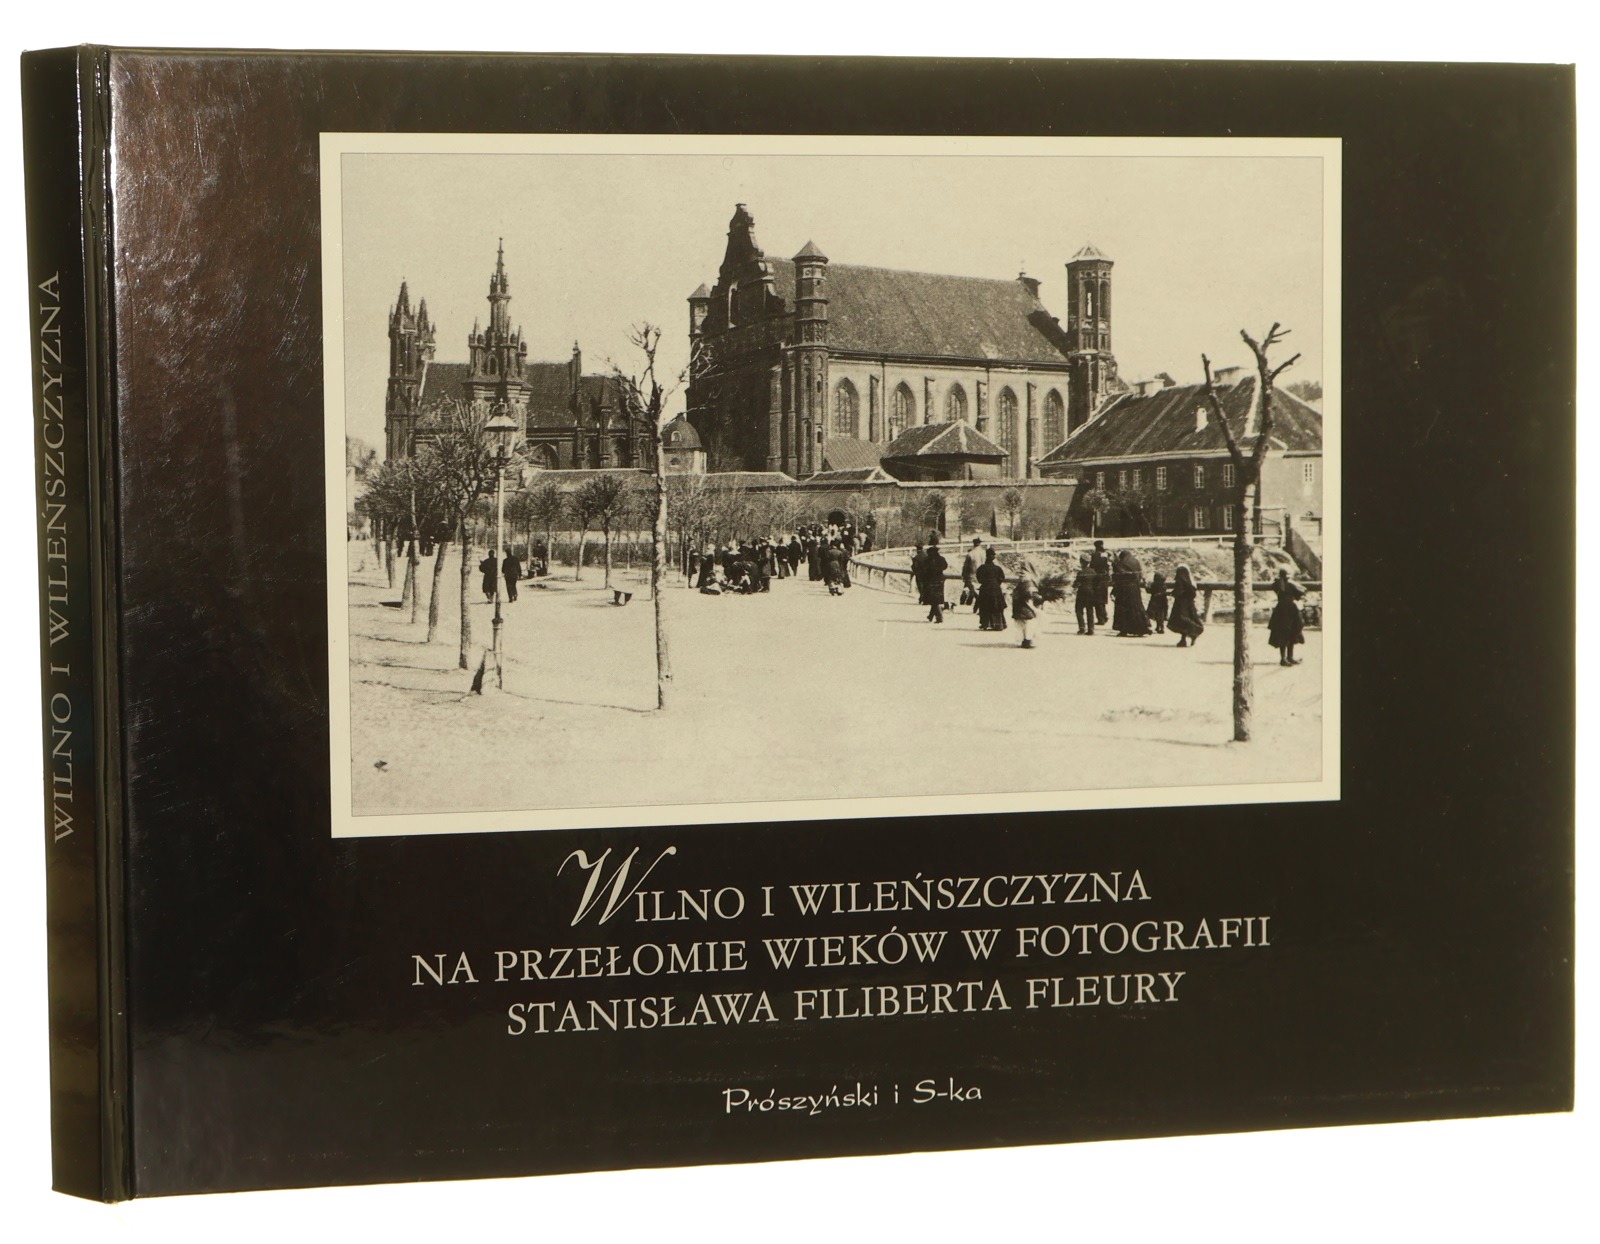 WILNO I WILEŃSZCZYZNA
WILNO I WILEŃSZCZYZNA
NA PRZEŁOMIE WIEKÓW W FOTOGRAFII
STANISŁAWA FILIBERTA FLEURY
Prószyński i S-ka